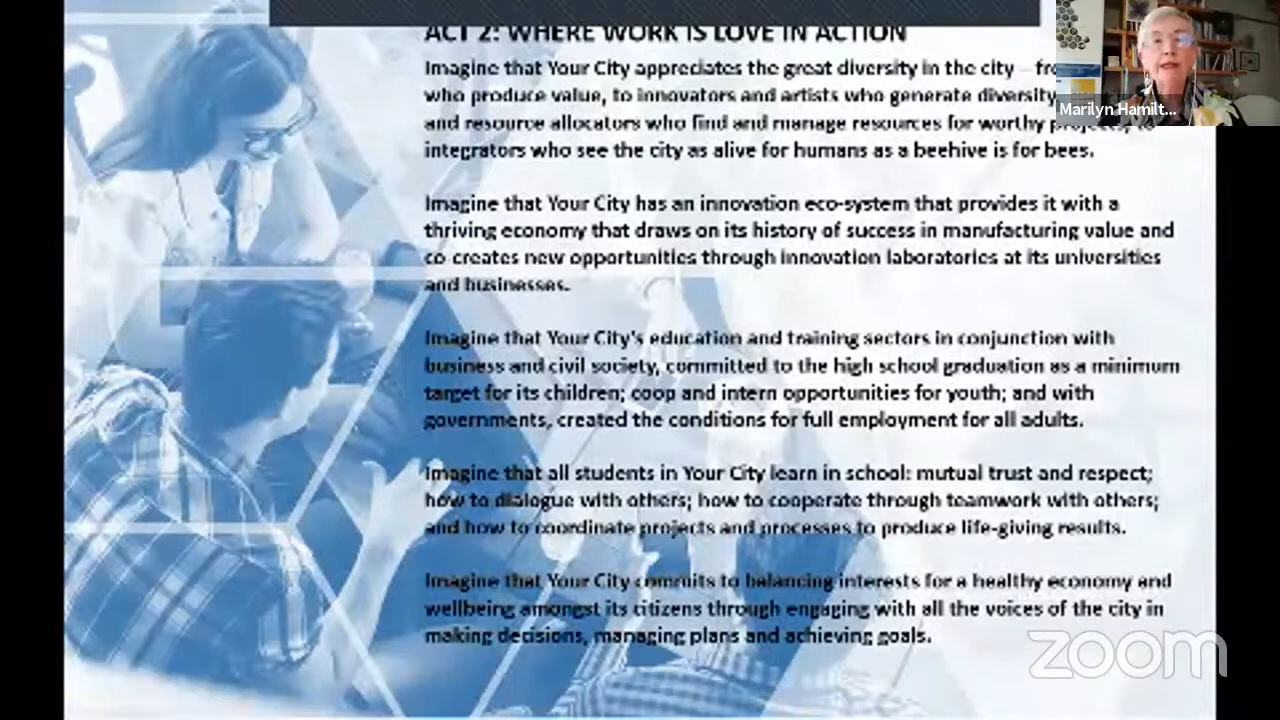 ACT 2: WHERE WORK IS LOVE IN ACTION
Imagine that Your City appreciates the great diversity in the city –
who produce value, to innovators and artists who generate diversity
and resource allocators who find and manage resources for worthy
integrators who see the city as alive for humans as a beehive is for bees.
Imagine that Your City has an innovation eco-system that provides it with a
thriving economy that draws on its history of success in manufacturing value and
co-creates new opportunities through innovation laboratories at its universities
and businesses.
Imagine that Your City's education and training sectors in conjunction with
business and civil society, committed to the high school graduation as a minimum
target for its children; coop and intern opportunities for youth; and with
governments, created the conditions for full employment for all adults.
Imagine that all students in Your City learn in school: mutual trust and respect;
how to dialogue with others; how to cooperate through teamwork with others;
and how to coordinate projects and processes to produce life-giving results.
Imagine that Your City commits to balancing interests for a healthy economy and
wellbeing amongst its citizens through engaging with all the voices of the city in
making decisions, managing plans and achieving goals.
Marilyn Hamilt...
zoom